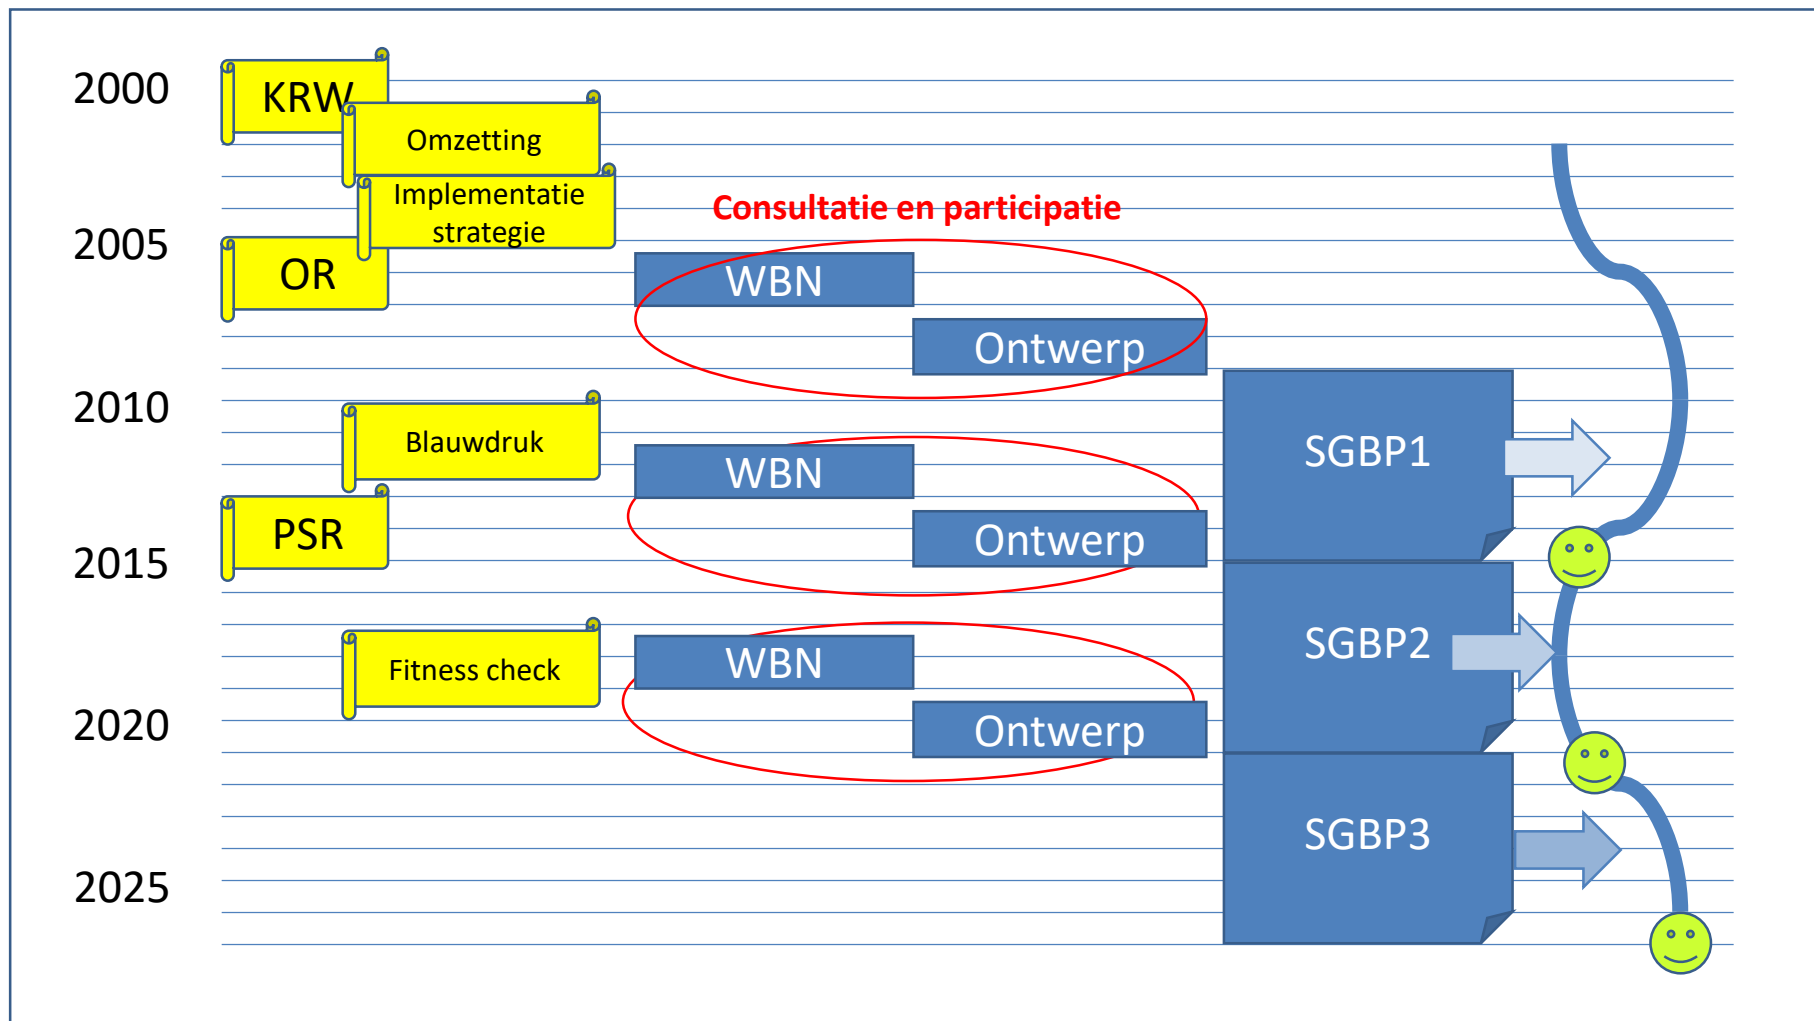 2000
KRW
Omzetting
Implementatie
strategie
Consultatie en participatie
2005
OR
WBN
Ontwerp
2010
Blauwdruk
WBN
SGBP1
PSR
Ontwerp
2015
Fitness check
WBN
SGBP2
2020
Ontwerp
SGBP3
2025